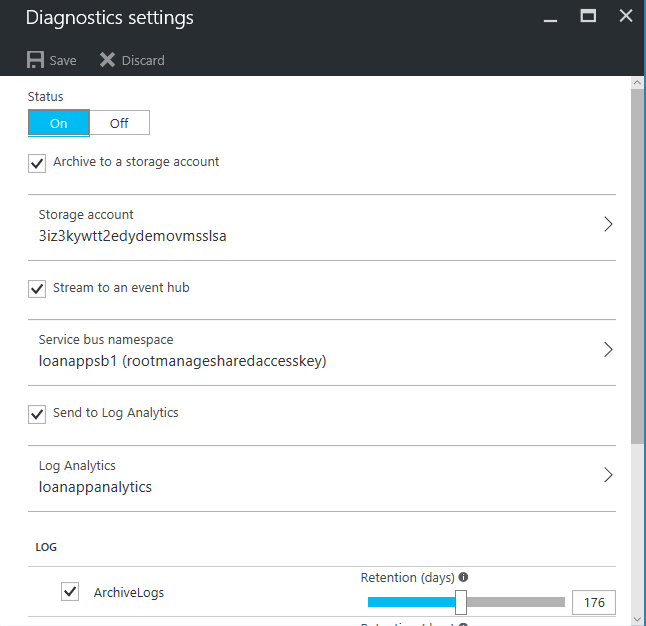 Diagnostics settings
Save Discard
Status
On Off
Archive to a storage account
Storage account
3iz3kywtt2edydemovmsslsa
Stream to an event hub
Service bus namespace
loanappsb1 (rootmanagesharedaccesskey)
Send to Log Analytics
Log Analytics
loanappanalytics
LOG
Retention (days)
ArchiveLogs
176